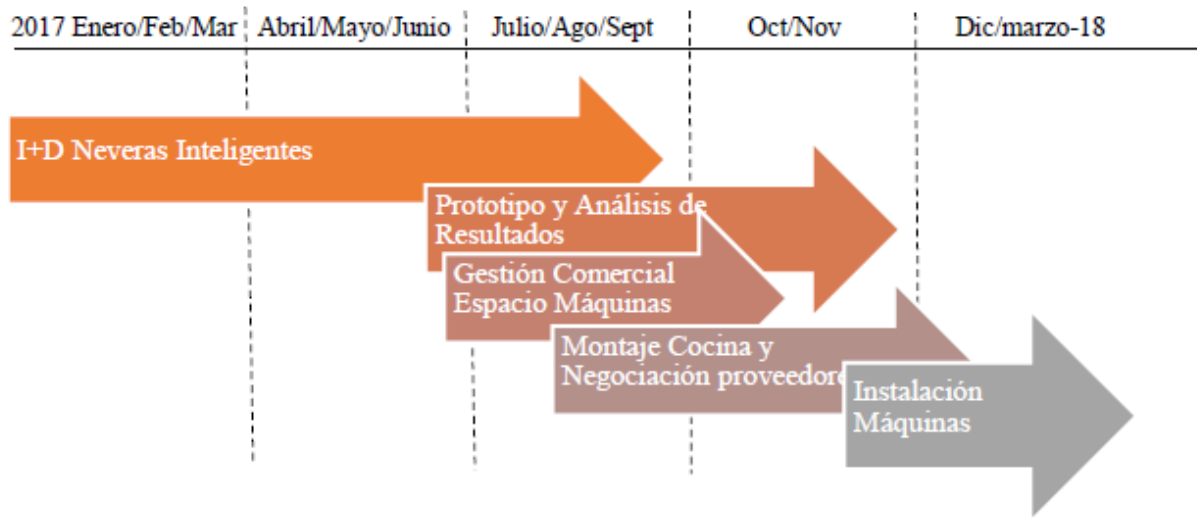 2017 Enero/Feb/Mar Abril/Mayo/Junio Julio/Ago/Sept Oct/Nov Dic/marzo-18
I+D Neveras Inteligentes
Prototipo y Análisis de
Resultados
Gestión Comercial
Espacio Máquinas
Montaje Cocina y
Negociación proveedore
Instalación
Máquinas